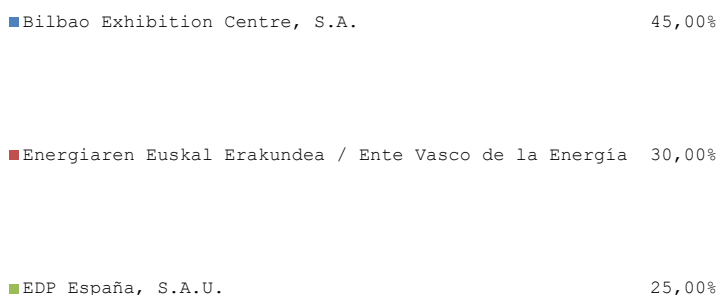 Bilbao Exhibition Centre, S.A. 45,00%
Energiaren Euskal Erakundea / Ente Vasco de la Energía 30,00%
EDP España, S.A.U. 25,00%